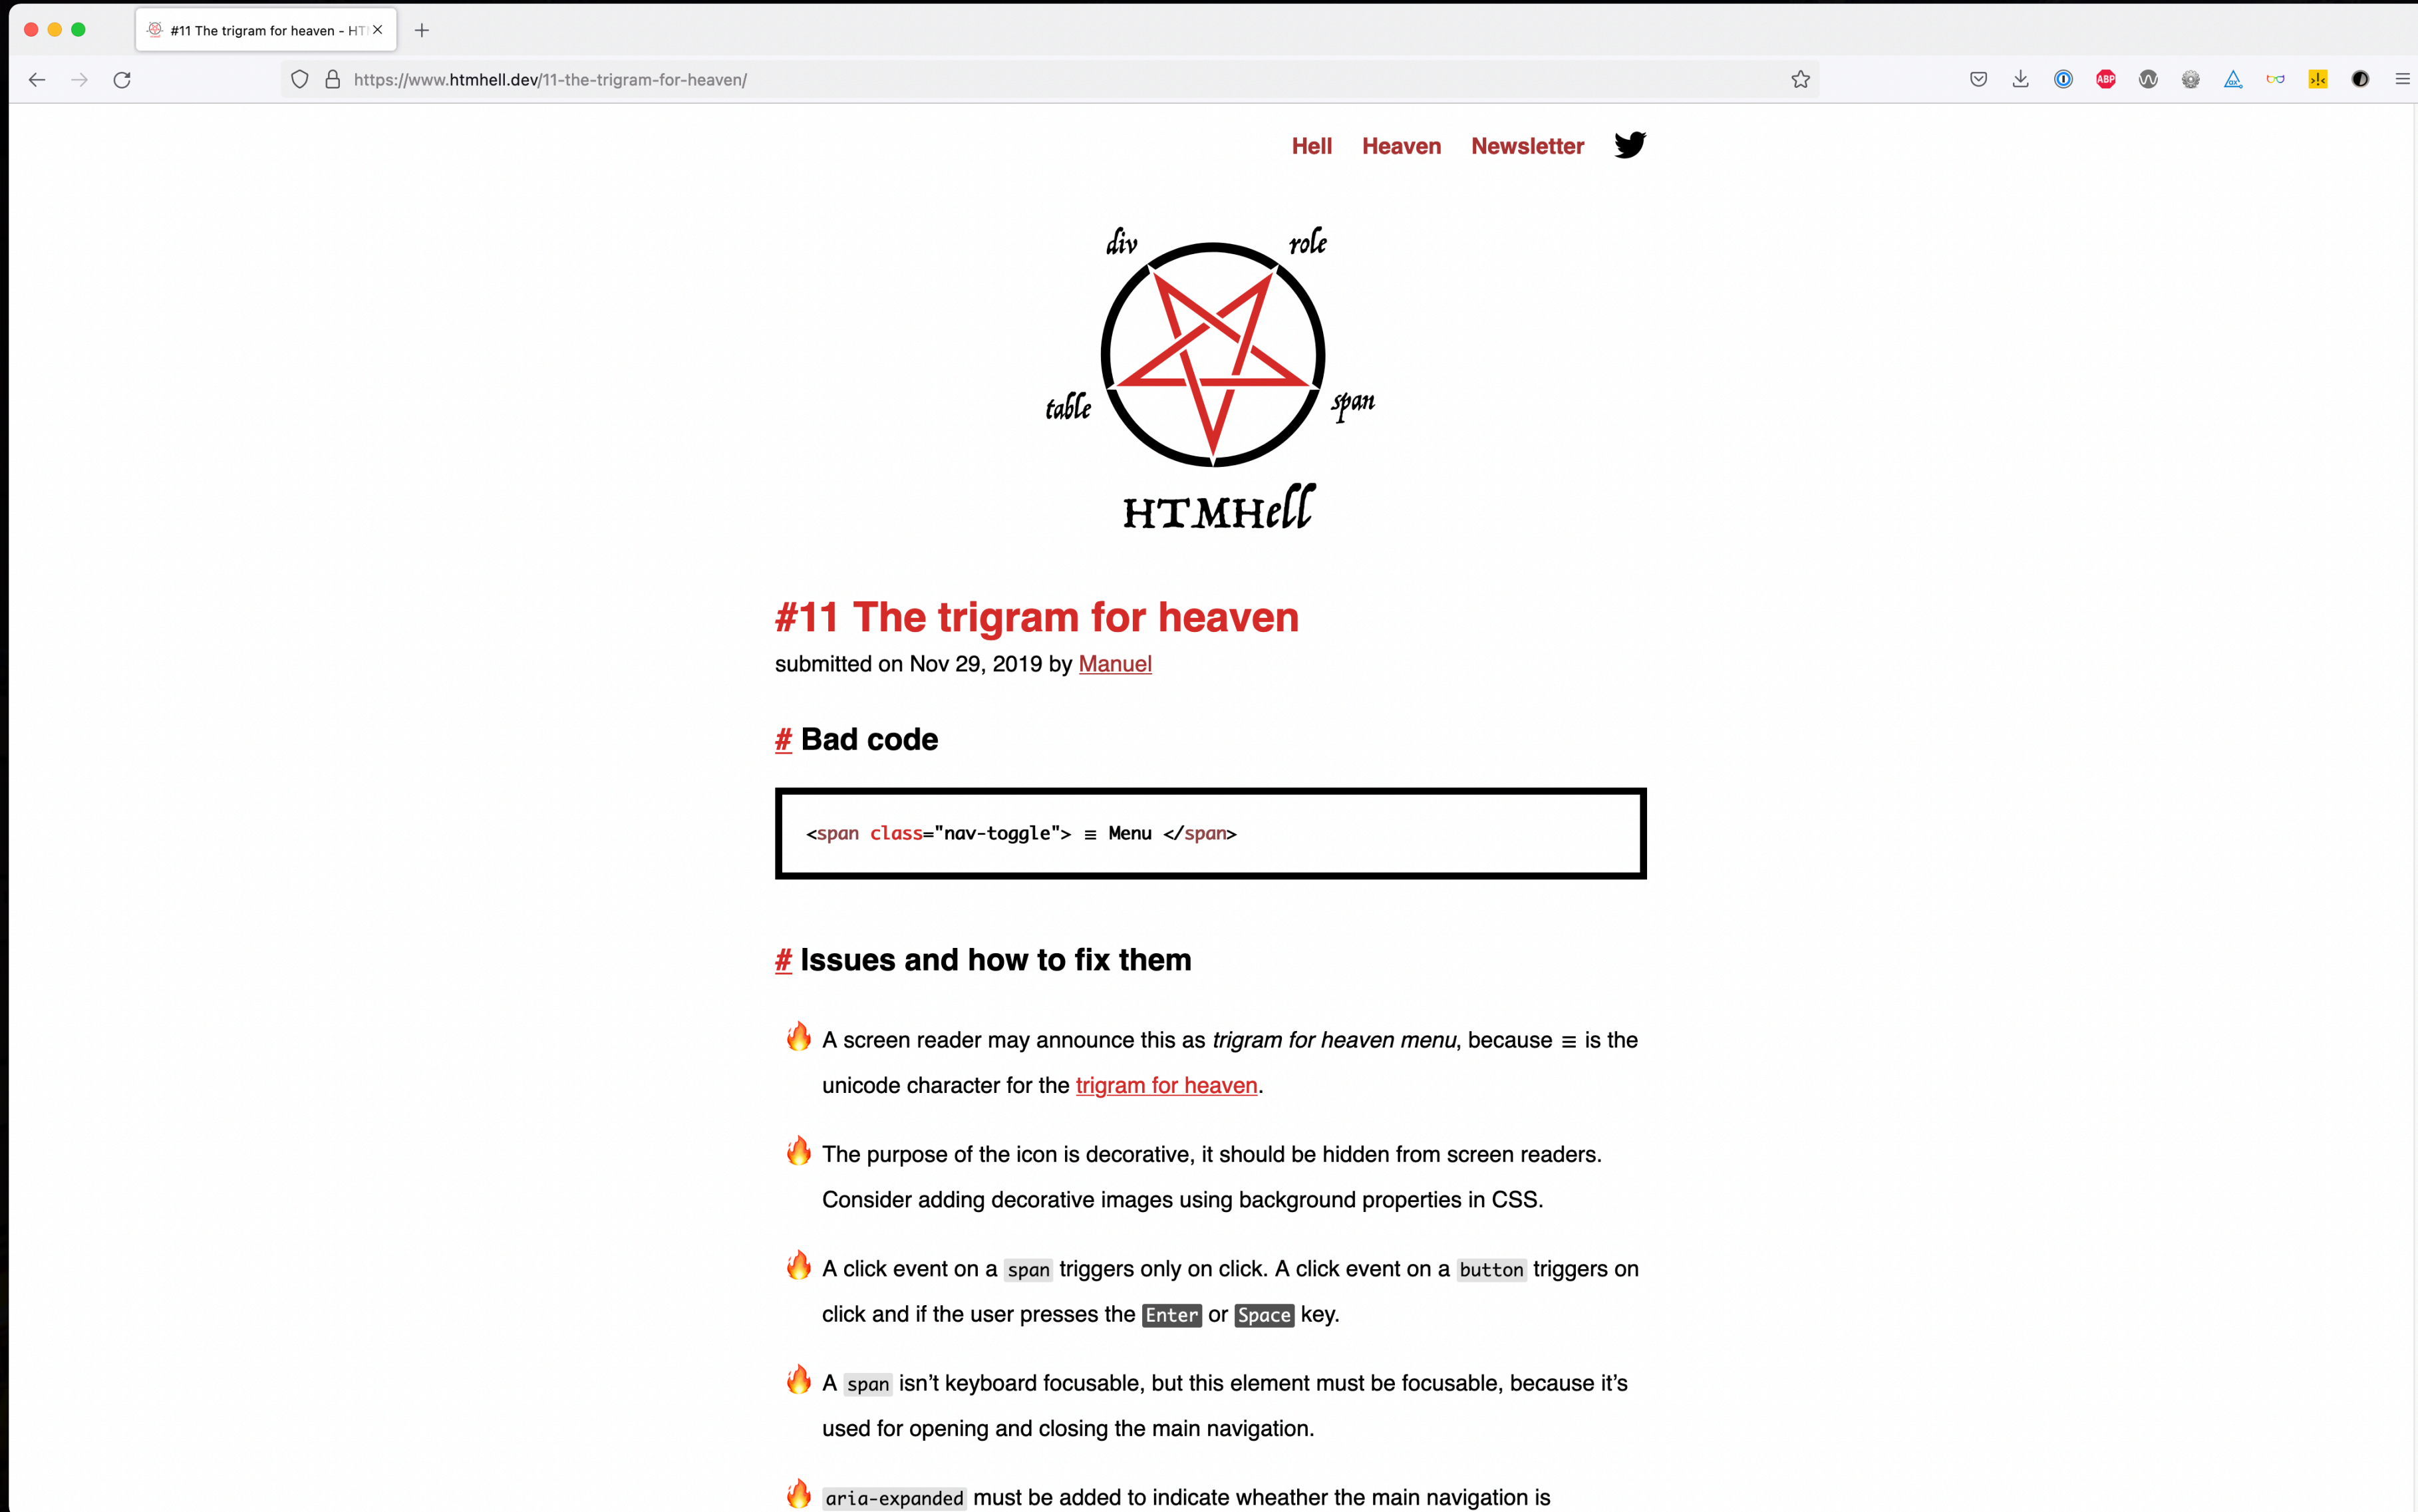 #11 The trigram for heaven - HT
https://www.htmhell.dev/11-the-trigram-for-heaven/
ABP
Hell Heaven Newsletter
div role
table span
HTMHell
#11 The trigram for heaven
submitted on Nov 29, 2019 by Manuel
# Bad code
<span class="nav-toggle"> ≡ Menu </span>
# Issues and how to fix them
A screen reader may announce this as trigram for heaven menu, because ≡ is the
unicode character for the trigram for heaven.
The purpose of the icon is decorative, it should be hidden from screen readers.
Consider adding decorative images using background properties in CSS.
A click event on a span triggers only on click. A click event on a button triggers on
click and if the user presses the Enter or Space key.
A span isn’t keyboard focusable, but this element must be focusable, because it’s
used for opening and closing the main navigation.
aria-expanded must be added to indicate wheather the main navigation is